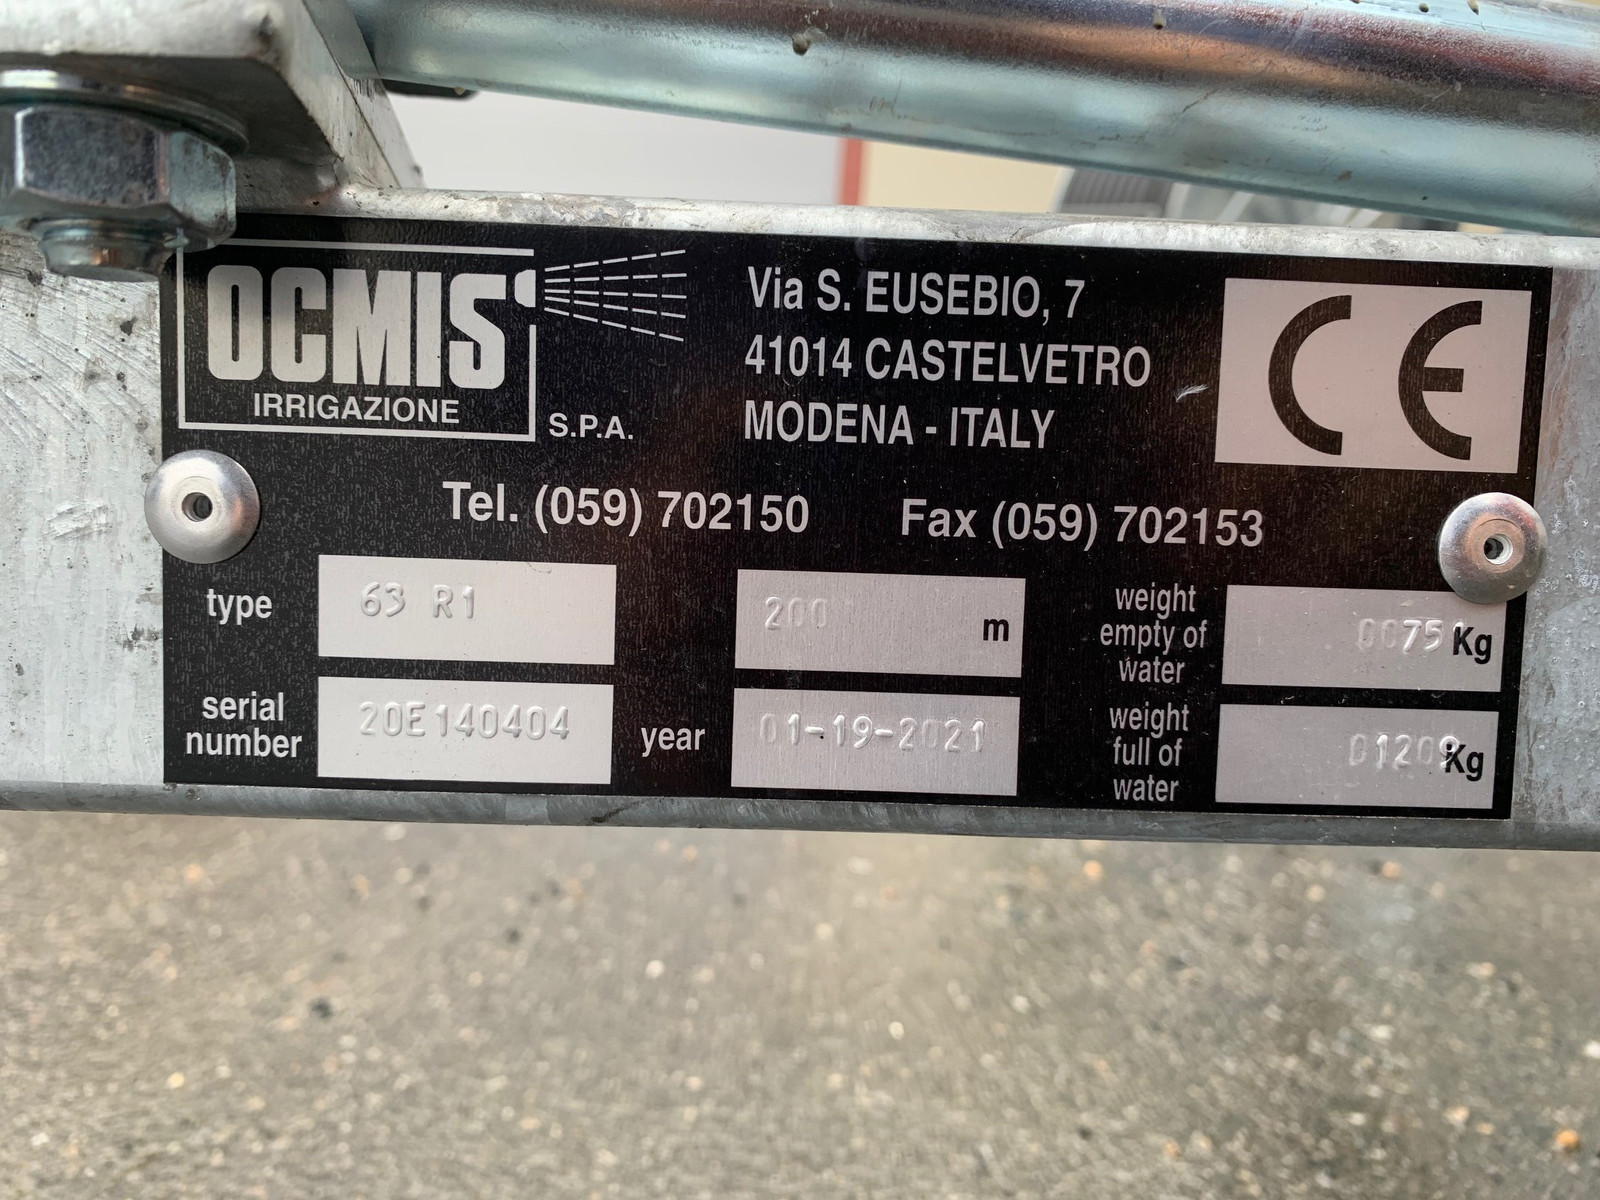 OCMIS
IRRIGAZIONE
S.P.A.
Via S. EUSEBIO, 7
41014 CASTELVETRO
MODENA - ITALY
CE
Tel. (059) 702150 Fax (059) 702153
type 63 R1
200 m
weight empty of water Kg
serial number 20E140404
year 01-19-2021
weight full of water 01209 Kg